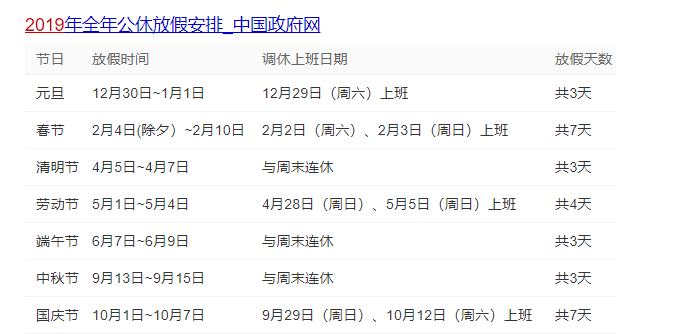 2019年全年公休放假安排_中国政府网
节日 放假时间 调休上班日期 放假天数
元旦 12月30日~1月1日 12月29日（周六）上班 共3天
春节 2月4日(除夕）~2月10日 2月2日（周六）、2月3日（周日）上班 共7天
清明节 4月5日~4月7日 与周末连休 共3天
劳动节 5月1日~5月4日 4月28日（周日）、5月5日（周日）上班 共4天
端午节 6月7日~6月9日 与周末连休 共3天
中秋节 9月13日~9月15日 与周末连休 共3天
国庆节 10月1日~10月7日 9月29日（周日）、10月12日（周六）上班 共7天